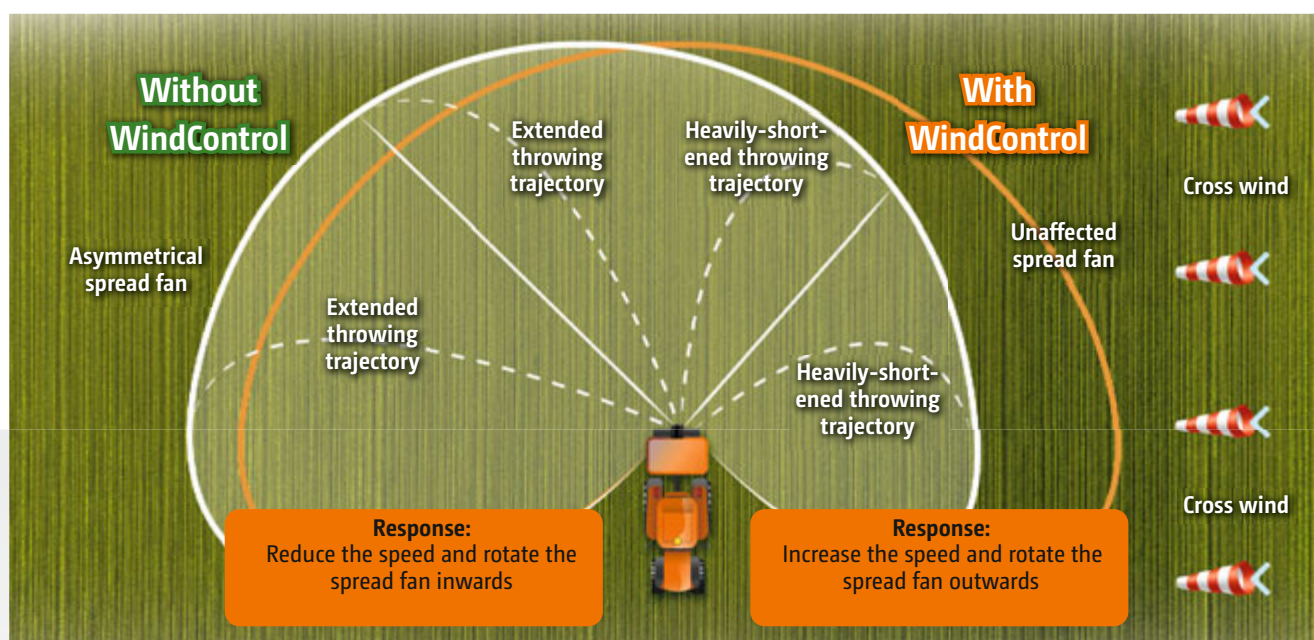 Without
WindControl
With
WindControl
Extended
throwing
trajectory
Heavily-short-
ened throwing
trajectory
Cross wind
Asymmetrical
spread fan
Unaffected
spread fan
Extended
throwing
trajectory
Heavily-short-
ened throwing
trajectory
Cross wind
Response:
Reduce the speed and rotate the
spread fan inwards
Response:
Increase the speed and rotate the
spread fan outwards